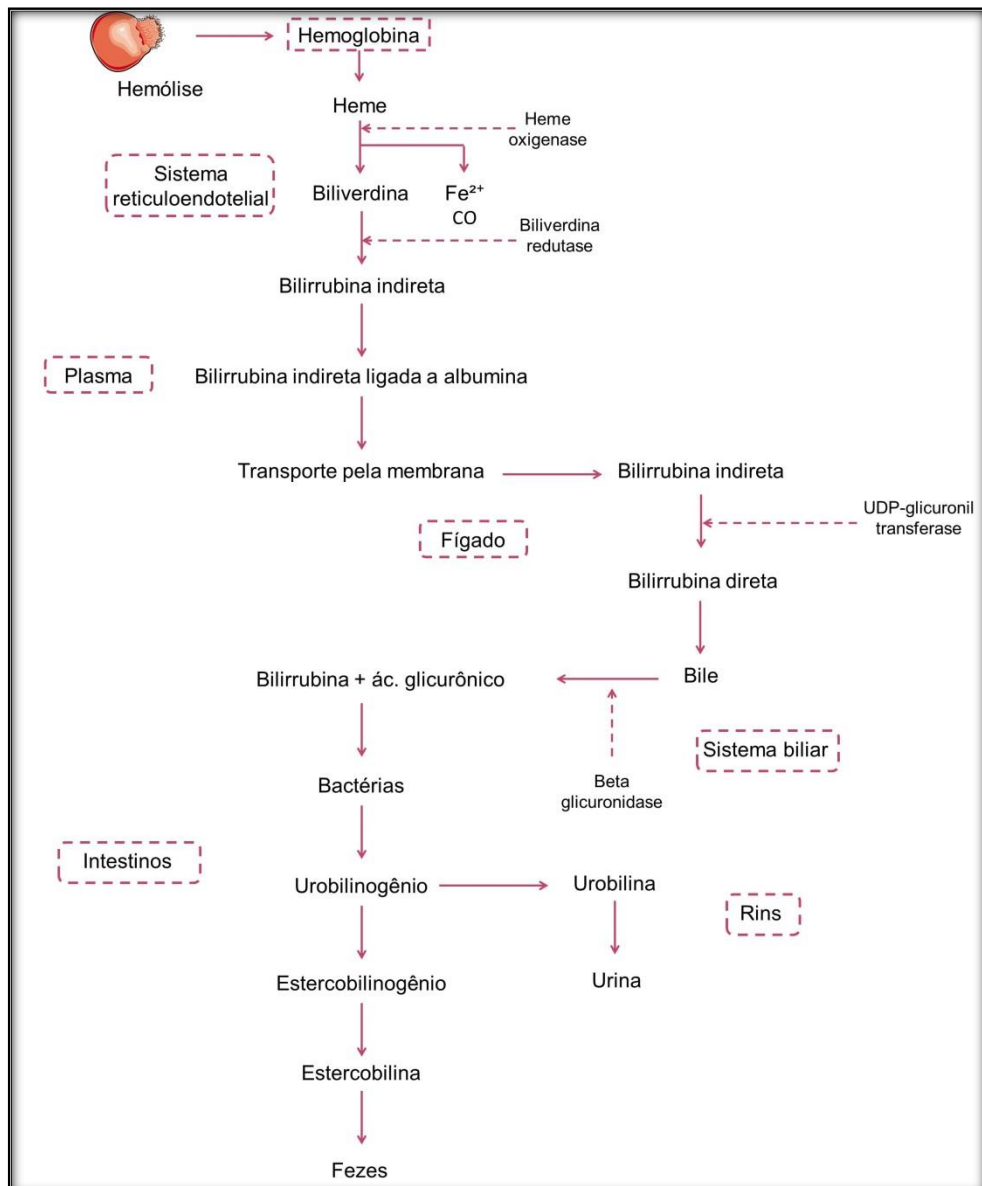 Hemoglobina
Hemólise
Heme
Heme
oxigenase
Sistema
reticuloendotelial
Biliverdina
Fe²⁺
CO
Biliverdina
redutase
Bilirrubina indireta
Plasma
Bilirrubina indireta ligada a albumina
Transporte pela membrana
Bilirrubina indireta
UDP-glicuronil
transferase
Fígado
Bilirrubina direta
Bile
Bilirrubina + ác. glicurônico
Sistema biliar
Beta
glicuronidase
Bactérias
Intestinos
Urobilinogênio
Urobilina
Rins
Estercobilinogênio
Urina
Estercobilina
Fezes